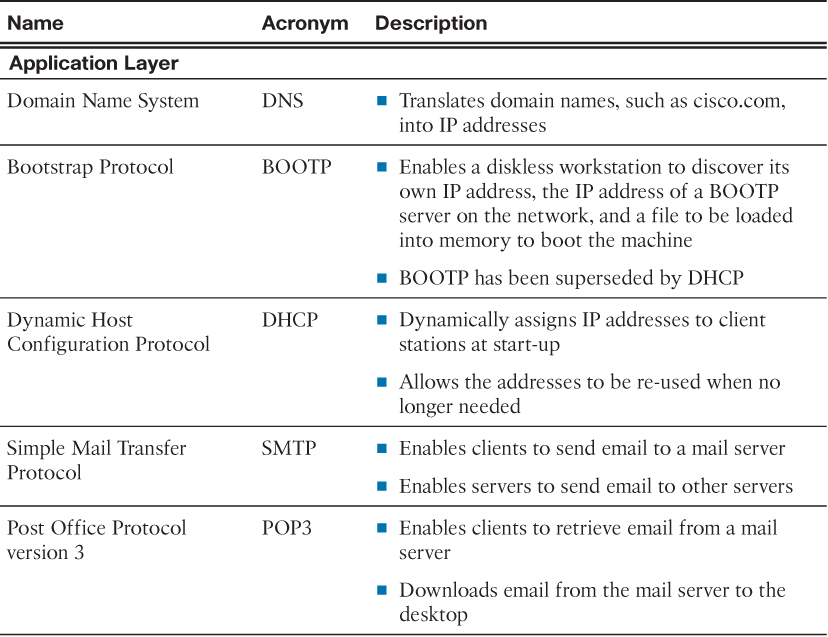 Name Acronym Description
Application Layer
Domain Name System DNS ■ Translates domain names, such as cisco.com,
into IP addresses
Bootstrap Protocol BOOTP ■ Enables a diskless workstation to discover its
own IP address, the IP address of a BOOTP
server on the network, and a file to be loaded
into memory to boot the machine
■ BOOTP has been superseded by DHCP
Dynamic Host DHCP ■ Dynamically assigns IP addresses to client
Configuration Protocol stations at start-up
■ Allows the addresses to be re-used when no
longer needed
Simple Mail Transfer SMTP ■ Enables clients to send email to a mail server
Protocol
■ Enables servers to send email to other servers
Post Office Protocol POP3 ■ Enables clients to retrieve email from a mail
version 3 server
■ Downloads email from the mail server to the
desktop